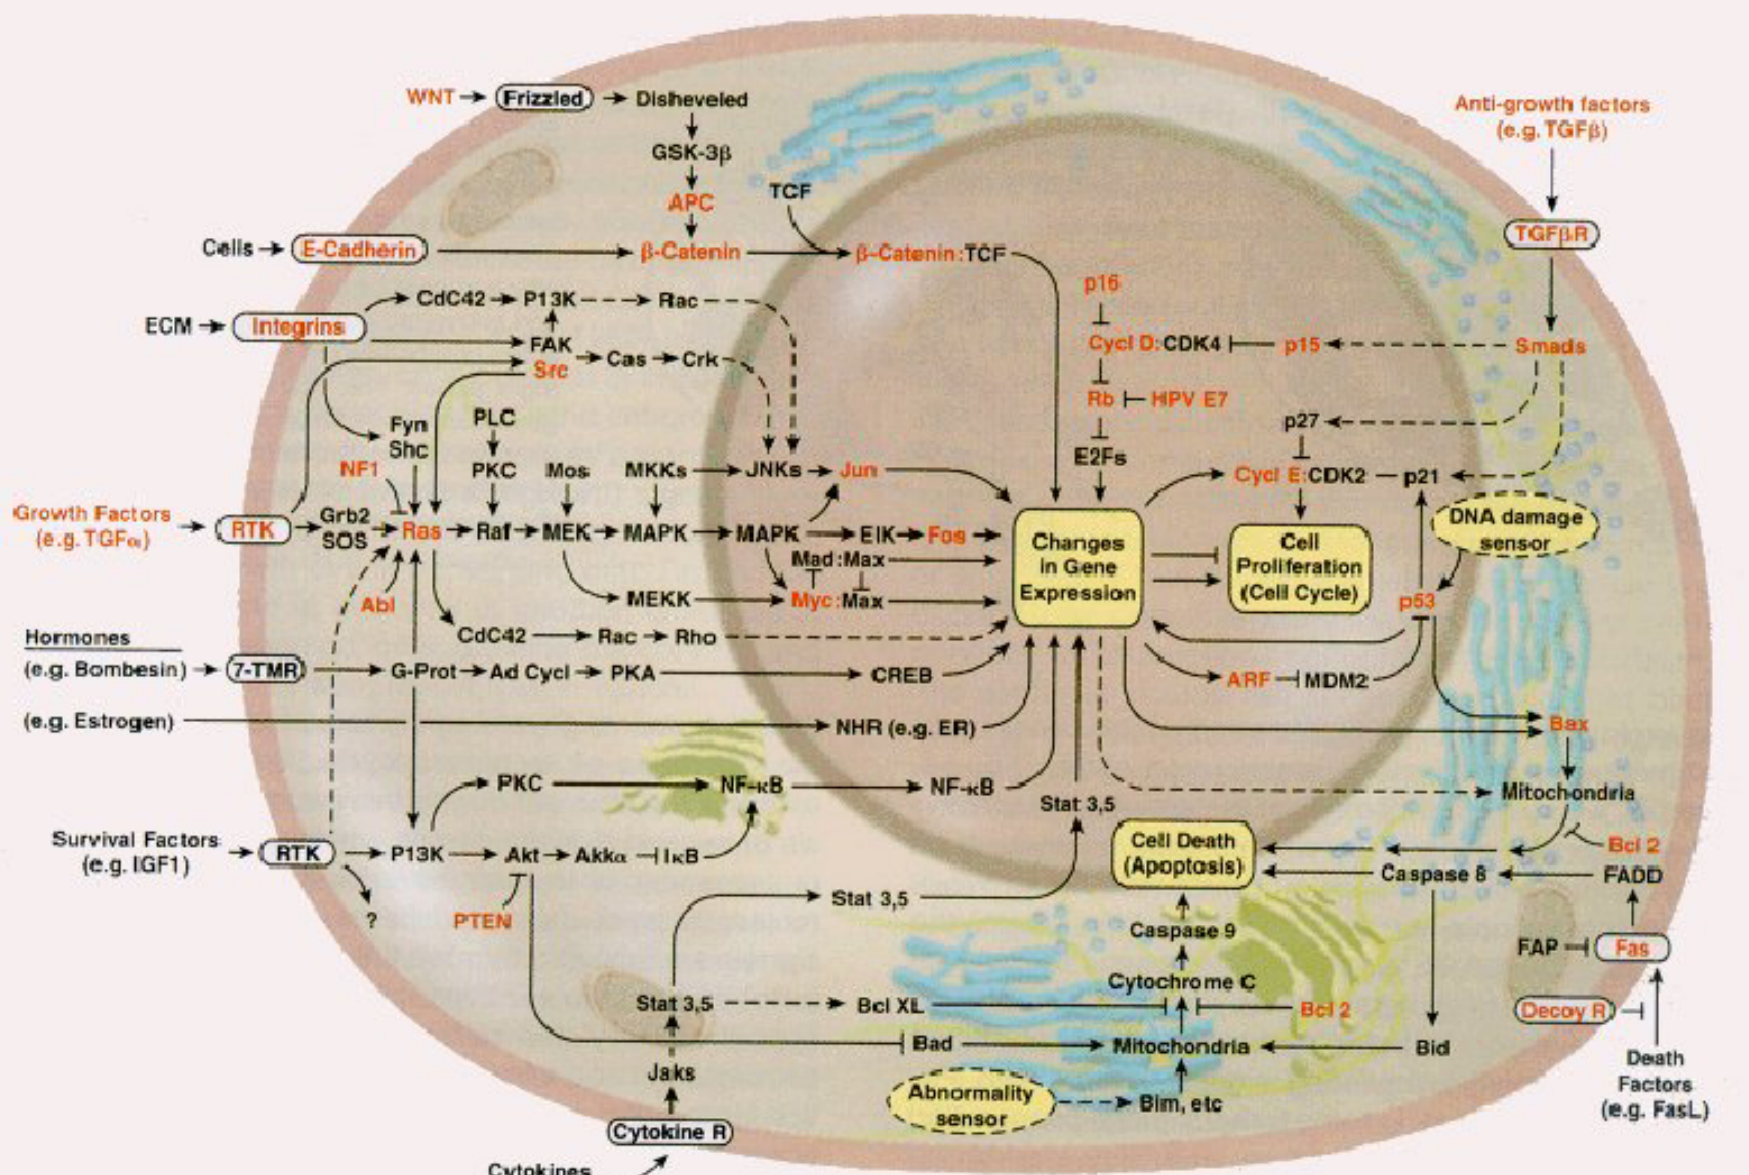 WNT
Frizzled
Disheveled
GSK-3β
APC
TCF
Cells
E-Cadherin
β-Catenin
β-Catenin:TCF
Anti-growth factors
(e.g. TGFβ)
TGFβR
Smads
ECM
Integrins
CdC42
P13K
Rac
FAK
Src
Cas
Crk
p16
Cycl D:CDK4
p15
Rb
HPV E7
E2Fs
p27
Cycl E:CDK2
p21
Fyn
Shc
NF1
PLC
PKC
Mos
MKKs
JNKs
Jun
Growth Factors
(e.g. TGFα)
RTK
Grb2
SOS
Ras
Raf
MEK
MAPK
MAPK
ElK
Fos
Mad:Max
Abl
MEKK
Myc:Max
Changes
in Gene
Expression
Cell
Proliferation
(Cell Cycle)
DNA damage
sensor
p53
CdC42
Rac
Rho
Hormones
(e.g. Bombesin)
7-TMR
G-Prot
Ad Cycl
PKA
CREB
ARF
MDM2
(e.g. Estrogen)
NHR (e.g. ER)
Bax
PKC
NF-κB
NF-κB
Stat 3,5
Mitochondria
Survival Factors
(e.g. IGF1)
RTK
P13K
Akt
Akkα
IκB
?
PTEN
Cell Death
(Apoptosis)
Bcl 2
Caspase 8
FADD
Stat 3,5
Caspase 9
FAP
Fas
Cytochrome C
Stat 3,5
Bcl XL
Bcl 2
Decoy R
Bad
Mitochondria
Bid
Death
Factors
(e.g. FasL)
Jaks
Abnormality
sensor
Bim, etc
Cytokine R
Cytokines